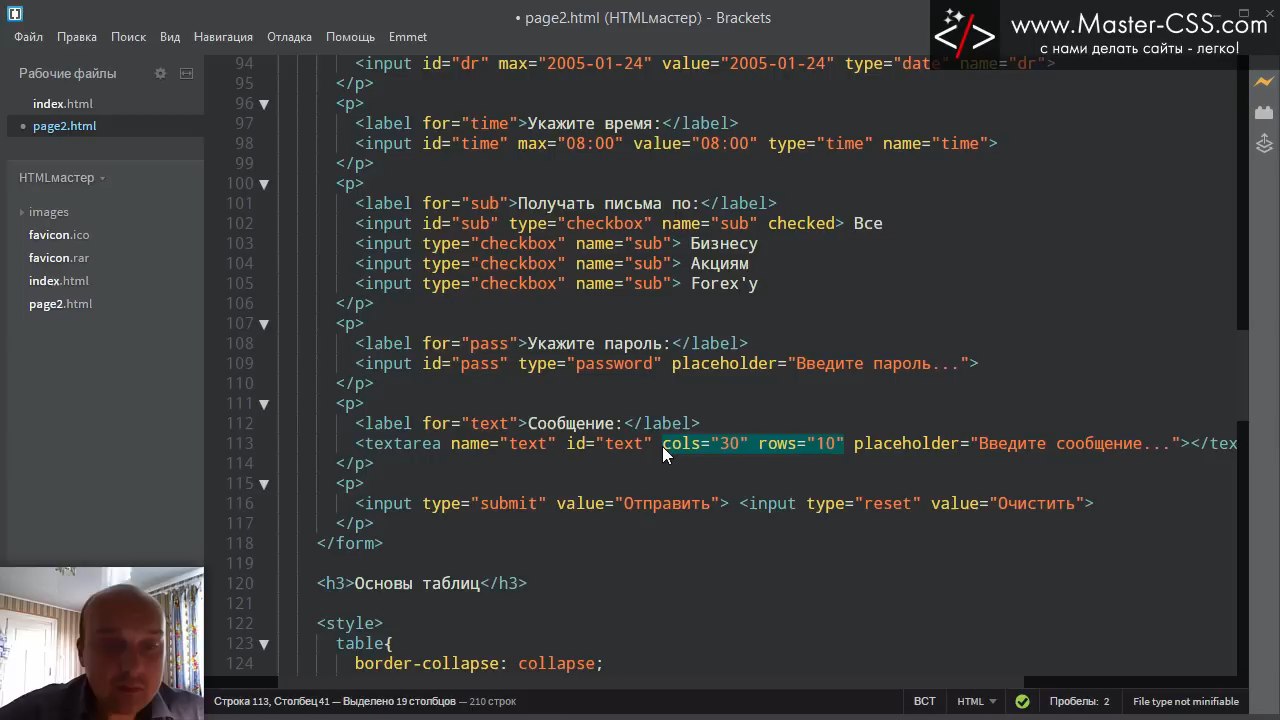 • page2.html (HTMLмастер) - Brackets
www.Master-CSS.com
с нами делать сайты - легко!
Файл Правка Поиск Вид Навигация Отладка Помощь Emmet
Рабочие файлы
index.html
• page2.html
HTMLмастер
images
favicon.ico
favicon.rar
index.html
page2.html
94 <input id="dr" max="2005-01-24" value="2005-01-24" type="date" name="dr">
95 </p>
96 <p>
97 <label for="time">Укажите время:</label>
98 <input id="time" max="08:00" value="08:00" type="time" name="time">
99 </p>
100 <p>
101 <label for="sub">Получать письма по:</label>
102 <input id="sub" type="checkbox" name="sub" checked> Все
103 <input type="checkbox" name="sub"> Бизнесу
104 <input type="checkbox" name="sub"> Акциям
105 <input type="checkbox" name="sub"> Forex'у
106 </p>
107 <p>
108 <label for="pass">Укажите пароль:</label>
109 <input id="pass" type="password" placeholder="Введите пароль...">
110 </p>
111 <p>
112 <label for="text">Сообщение:</label>
113 <textarea name="text" id="text" cols="30" rows="10" placeholder="Введите сообщение..."></tex
114 </p>
115 <p>
116 <input type="submit" value="Отправить"> <input type="reset" value="Очистить">
117 </p>
118 </form>
119
120 <h3>Основы таблиц</h3>
121
122 <style>
123 table{
124 border-collapse: collapse;
Строка 113, Столбец 41 — Выделено 19 столбцов — 210 строк
ВСТ HTML Пробелы: 2 File type not minifiable